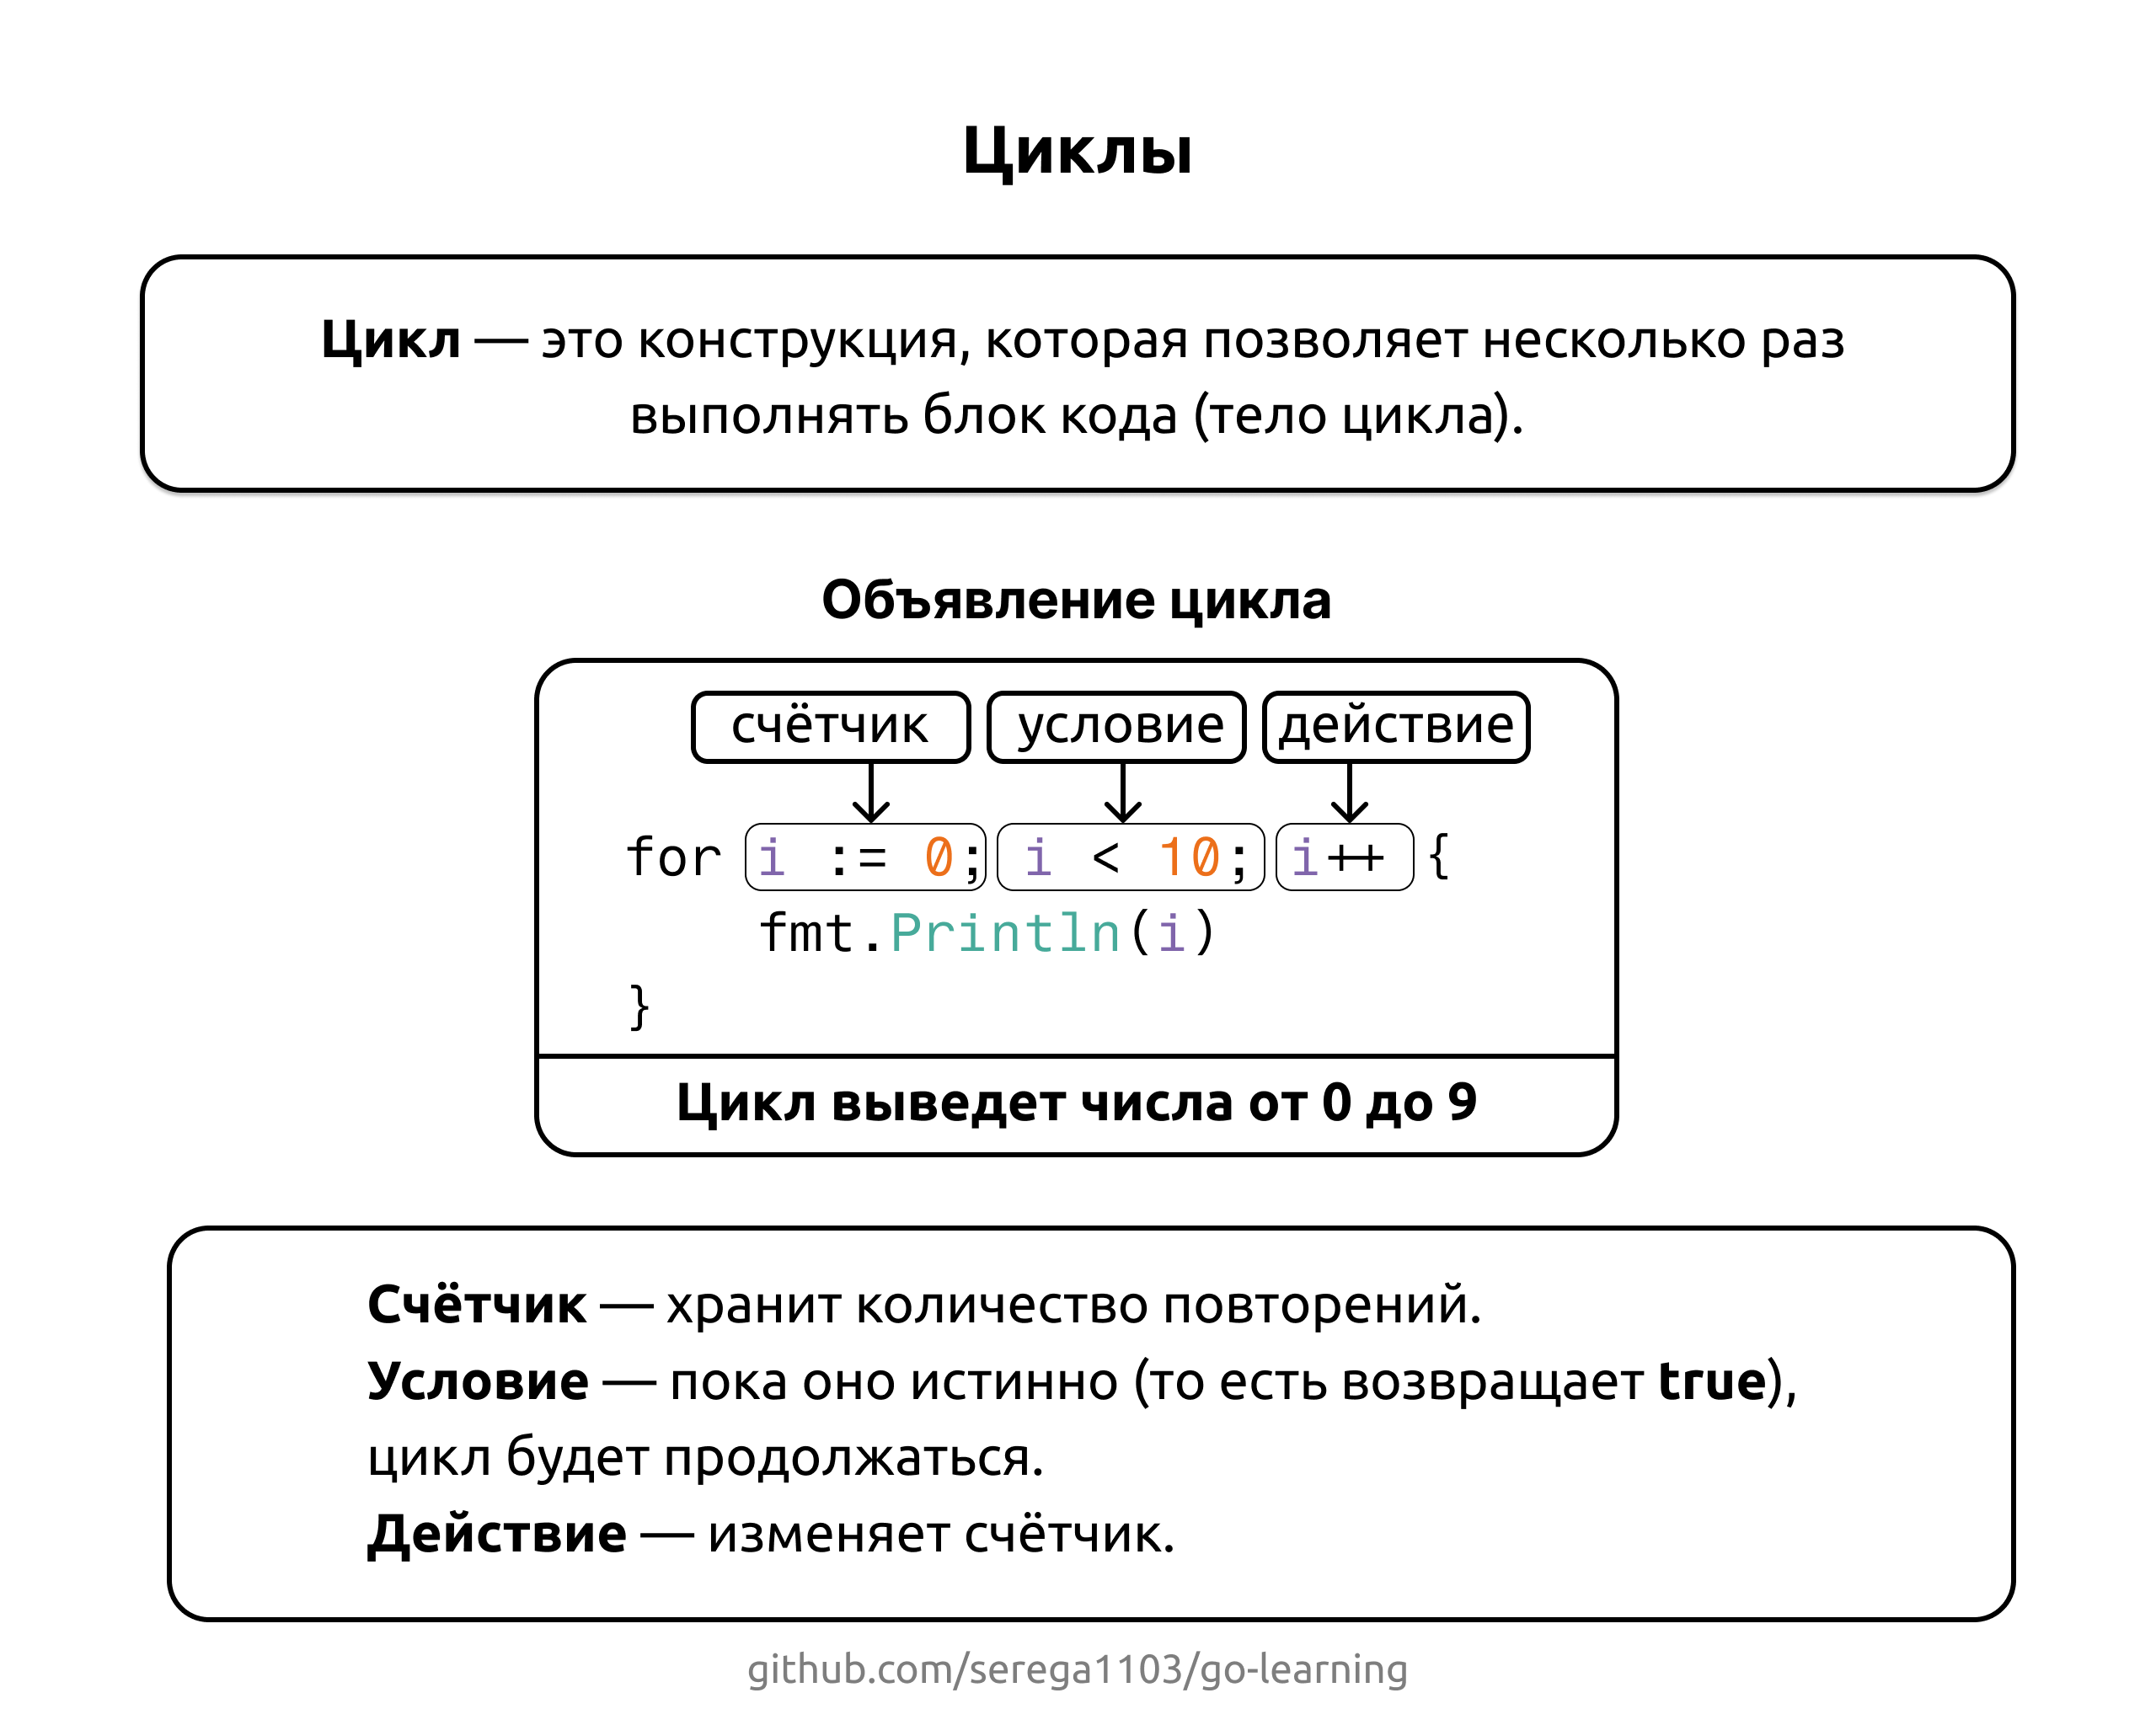 Циклы
Цикл — это конструкция, которая позволяет несколько раз
выполнять блок кода (тело цикла).
Объявление цикла
счётчик условие действие
for i := 0; i < 10; i++ {
fmt.Println(i)
}
Цикл выведет числа от 0 до 9
Счётчик — хранит количество повторений.
Условие — пока оно истинно (то есть возвращает true),
цикл будет продолжаться.
Действие — изменяет счётчик.
github.com/serega1103/go-learning